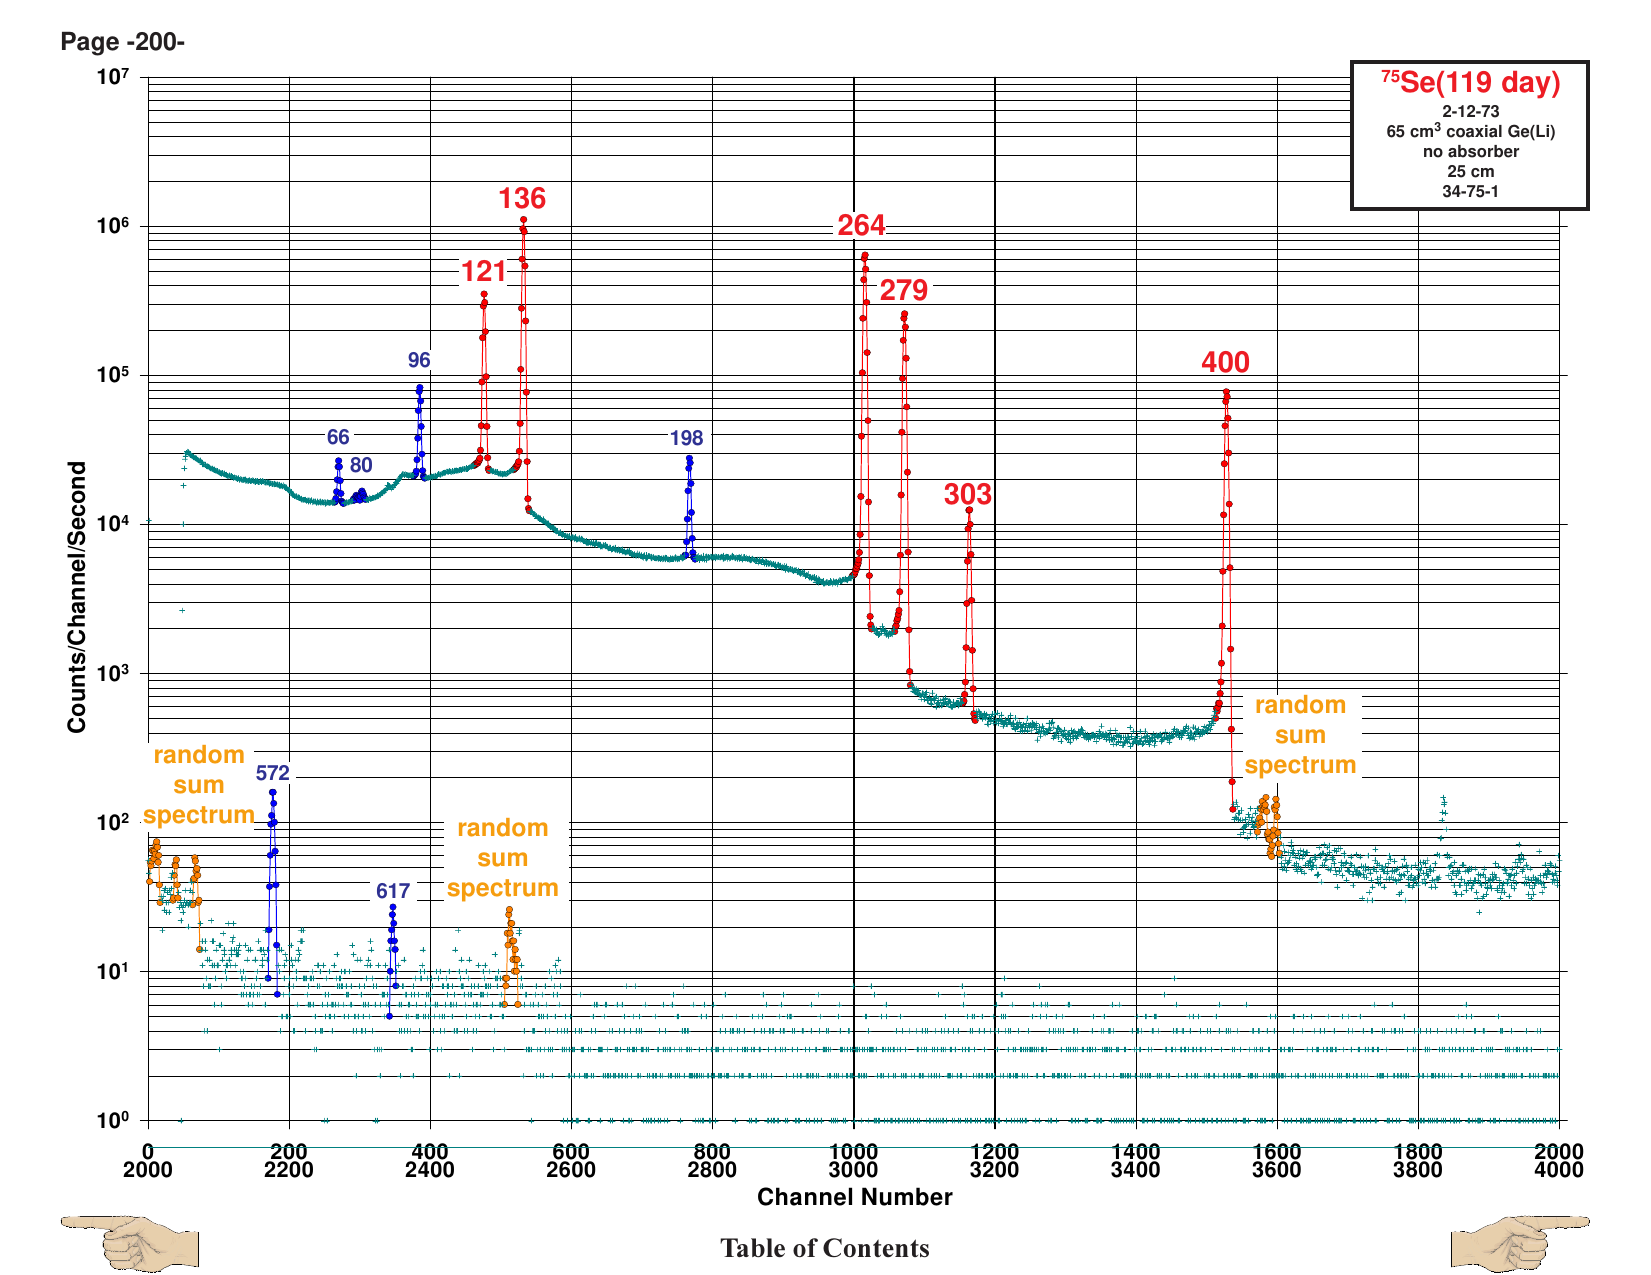 Page -200-
⁷⁵Se(119 day)
2-12-73
65 cm³ coaxial Ge(Li)
no absorber
25 cm
34-75-1
10⁷
10⁶
10⁵
10⁴
10³
10²
10¹
10⁰
Counts/Channel/Second
136
121
264
279
96
400
66
80
198
303
random
sum
spectrum
random
sum
spectrum
572
random
sum
spectrum
617
0 200 400 600 800 1000 1200 1400 1600 1800 2000
2000 2200 2400 2600 2800 3000 3200 3400 3600 3800 4000
Channel Number
Table of Contents